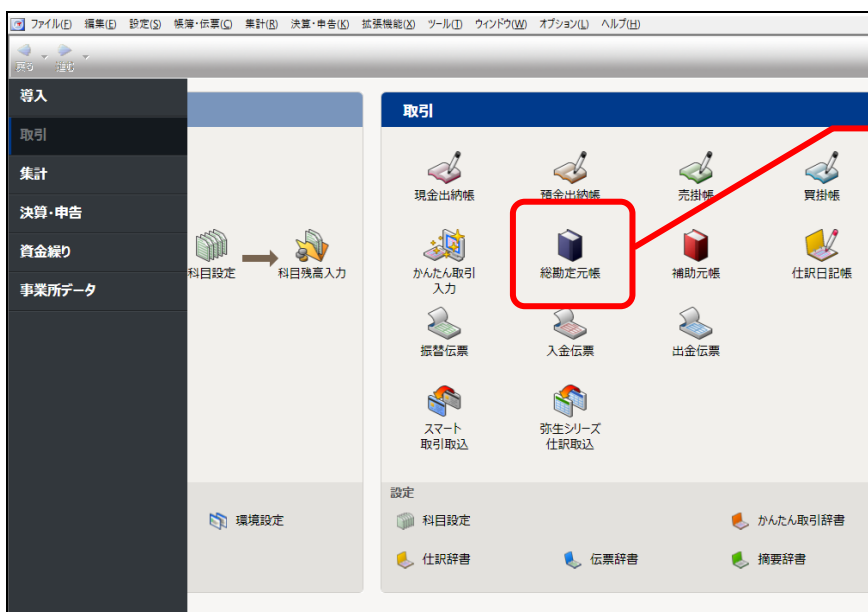 ファイル(F) 編集(E) 設定(S) 帳簿・伝票(C) 集計(R) 決算・申告(K) 拡張機能(X) ツール(T) ウィンドウ(W) オプション(L) ヘルプ(H)
戻る 進む
導入
取引
集計
決算・申告
資金繰り
事業所データ
科目設定 科目残高入力
環境設定
取引
現金出納帳 預金出納帳 売掛帳 買掛帳
かんたん取引
入力
総勘定元帳 補助元帳 仕訳日記帳
振替伝票 入金伝票 出金伝票
スマート
取引取込
弥生シリーズ
仕訳取込
設定
科目設定 かんたん取引辞書
仕訳辞書 伝票辞書 摘要辞書